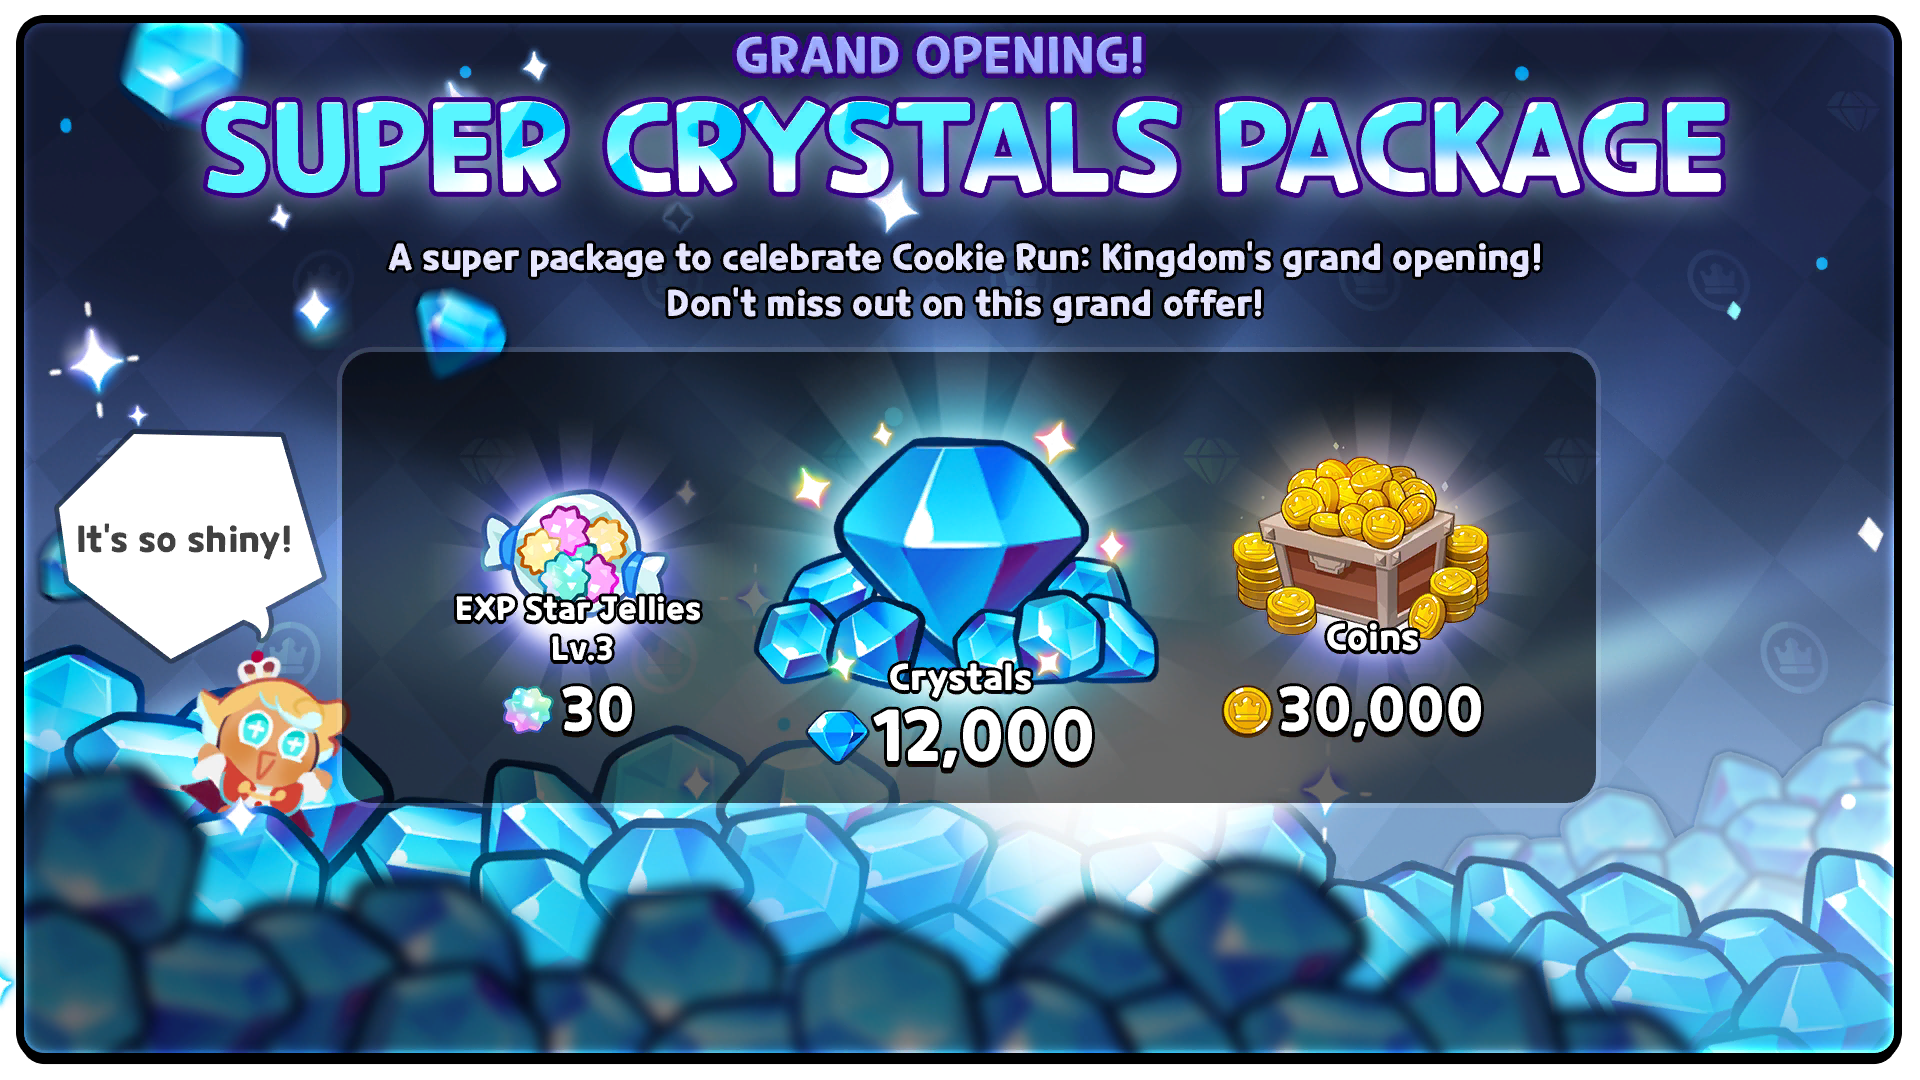 GRAND OPENING!
SUPER CRYSTALS PACKAGE
A super package to celebrate Cookie Run: Kingdom's grand opening!
Don't miss out on this grand offer!
It's so shiny!
EXP Star Jellies
Lv.3
30
Crystals
12,000
Coins
30,000